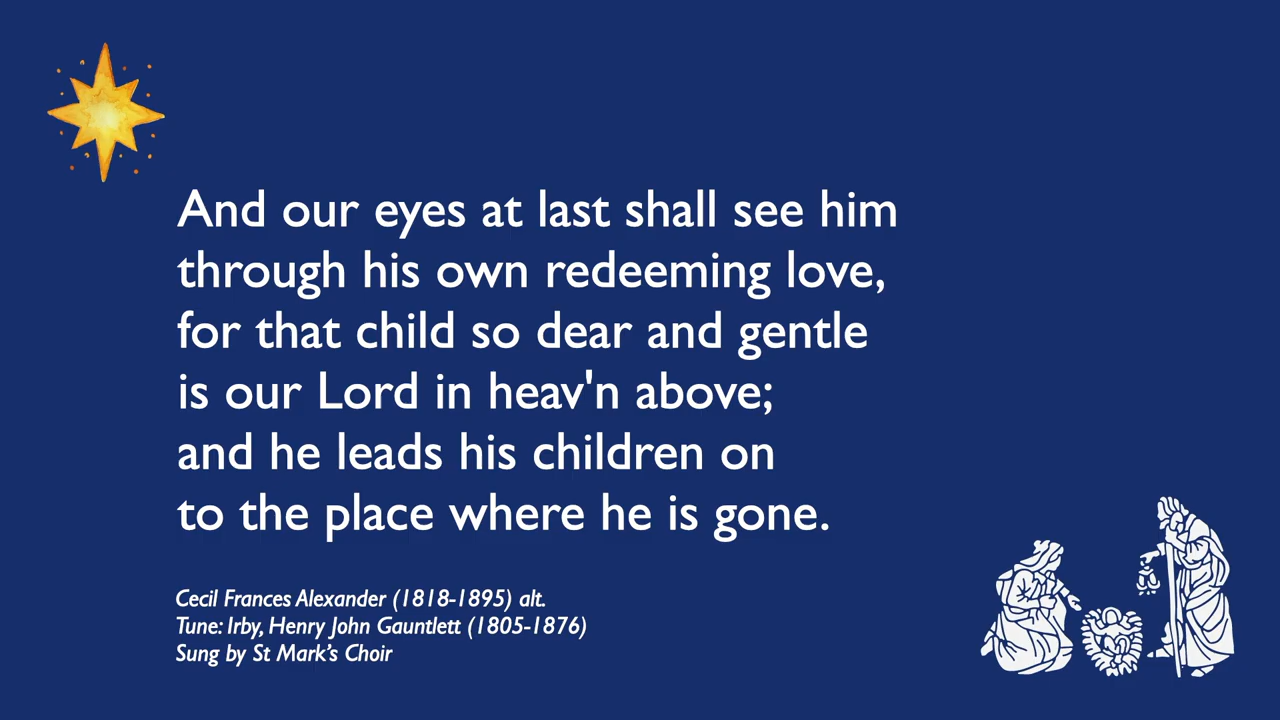 And our eyes at last shall see him
through his own redeeming love,
for that child so dear and gentle
is our Lord in heav'n above;
and he leads his children on
to the place where he is gone.
Cecil Frances Alexander (1818-1895) alt.
Tune: Irby, Henry John Gauntlett (1805-1876)
Sung by St Mark’s Choir